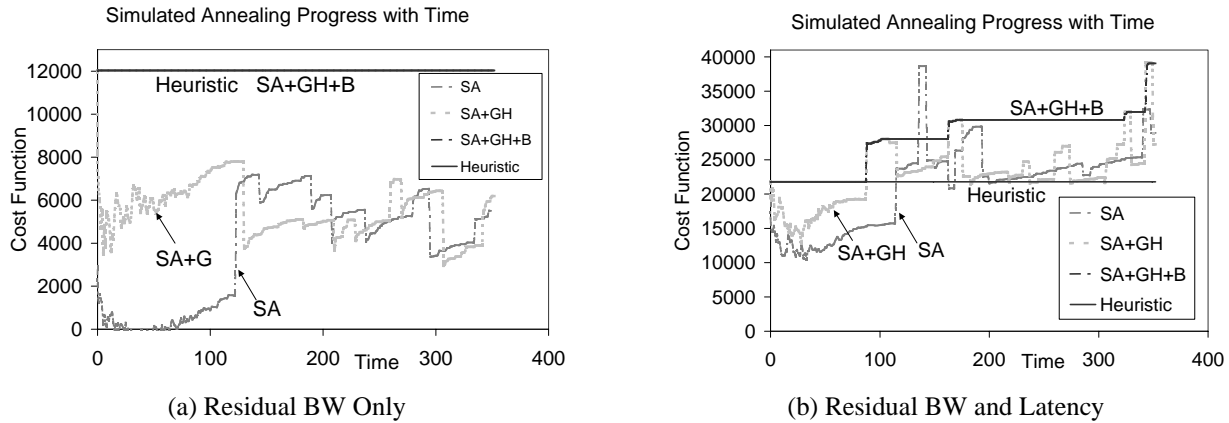 Simulated Annealing Progress with Time
12000
10000
8000
6000
4000
2000
0
Cost Function
Heuristic SA+GH+B
SA
SA+GH
SA+GH+B
Heuristic
SA+G
SA
0 100 200 300 400
Time
(a) Residual BW Only
Simulated Annealing Progress with Time
40000
35000
30000
25000
20000
15000
10000
5000
0
Cost Function
SA+GH+B
Heuristic
SA+GH
SA
SA
SA+GH
SA+GH+B
Heuristic
0 100 200 300 400
Time
(b) Residual BW and Latency